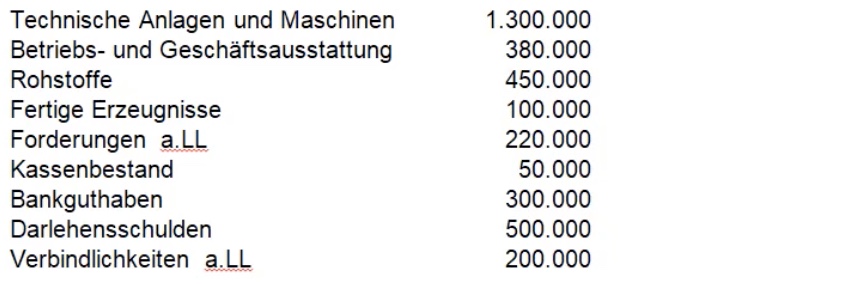 Technische Anlagen und Maschinen 1.300.000
Betriebs- und Geschäftsausstattung 380.000
Rohstoffe 450.000
Fertige Erzeugnisse 100.000
Forderungen a.LL 220.000
Kassenbestand 50.000
Bankguthaben 300.000
Darlehensschulden 500.000
Verbindlichkeiten a.LL 200.000